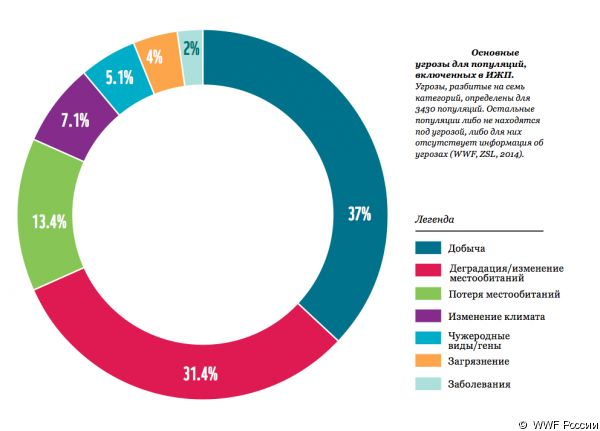 2%
4%
5.1%
7.1%
13.4%
37%
31.4%
Основные
угрозы для популяций,
включенных в ИЖП.
Угрозы, разбитые на семь
категорий, определены для
3430 популяций. Остальные
популяции либо не находятся
под угрозой, либо для них
отсутствует информация об
угрозах (WWF, ZSL, 2014).
Легенда
Добыча
Деградация/изменение
местообитаний
Потеря местообитаний
Изменение климата
Чужеродные
виды/гены
Загрязнение
Заболевания
© WWF России